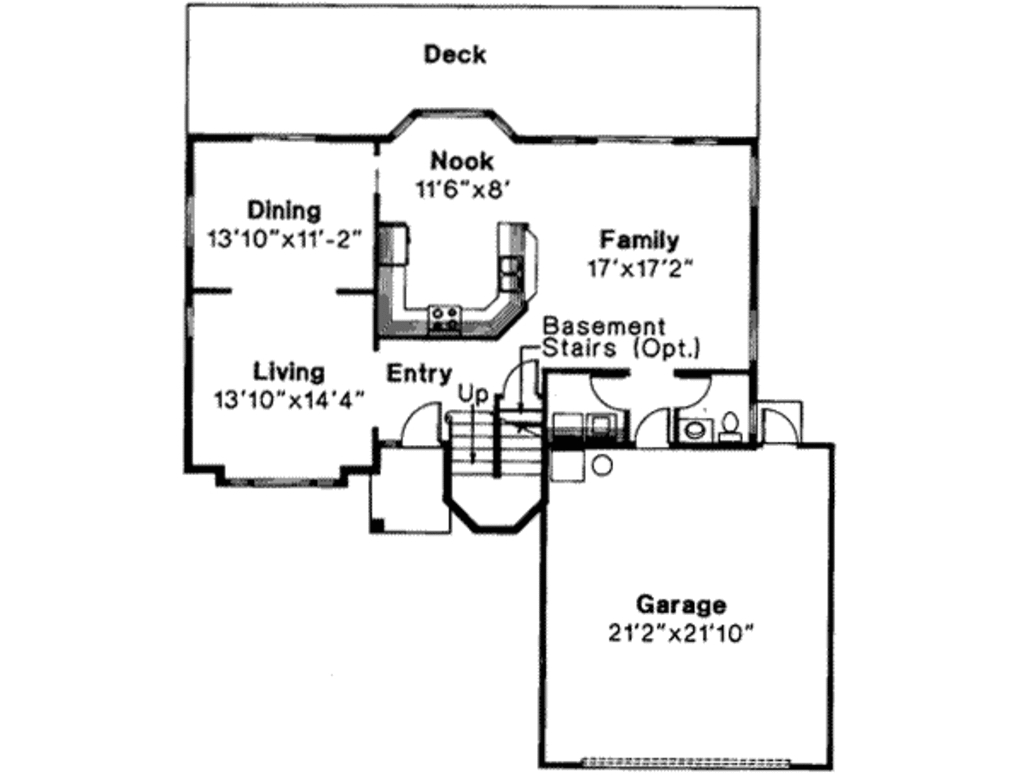 Deck
Nook
11'6"x8'
Dining
13'10"x11'-2"
Family
17'x17'2"
Basement
Stairs (Opt.)
Living
13'10"x14'4"
Entry
Up
Garage
21'2"x21'10"